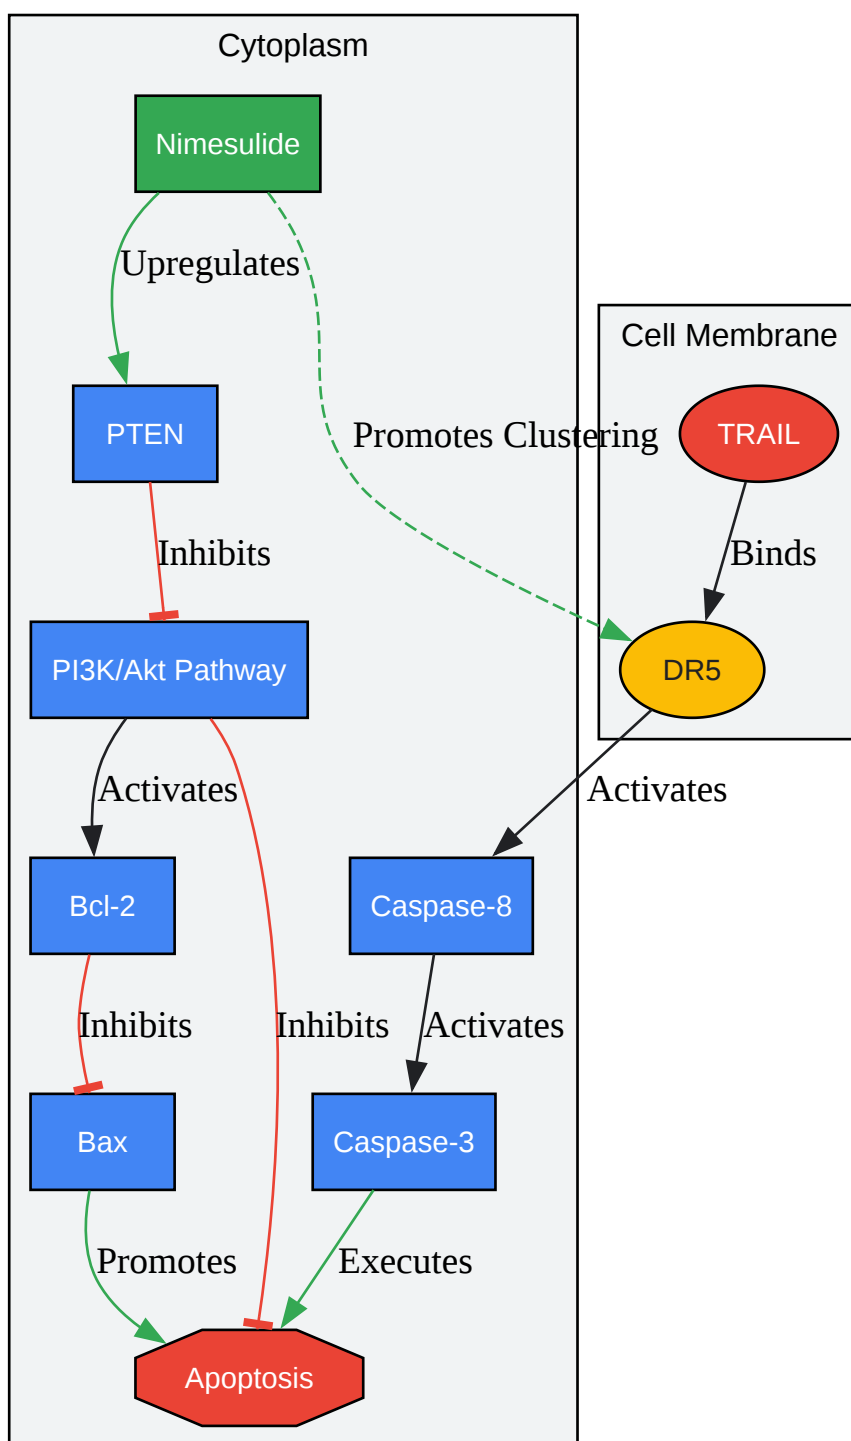 Cytoplasm
Nimesulide
Upregulates
Cell Membrane
PTEN
Promotes Clustering
TRAIL
Inhibits
Binds
PI3K/Akt Pathway
DR5
Activates
Activates
Bcl-2
Caspase-8
Inhibits
Inhibits
Activates
Bax
Caspase-3
Promotes
Executes
Apoptosis